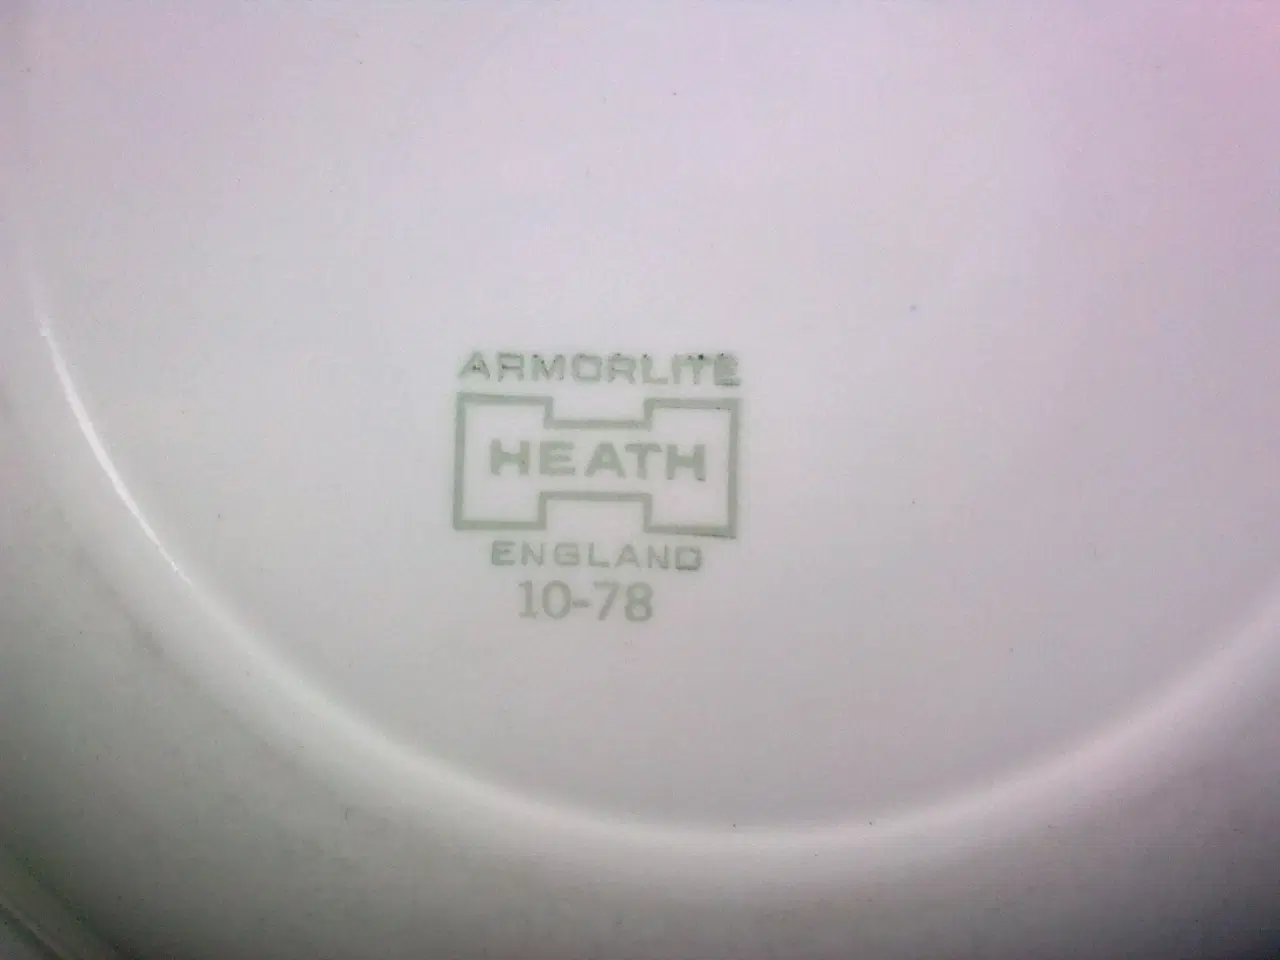 ARMORLITE
HEATH
ENGLAND
10-78